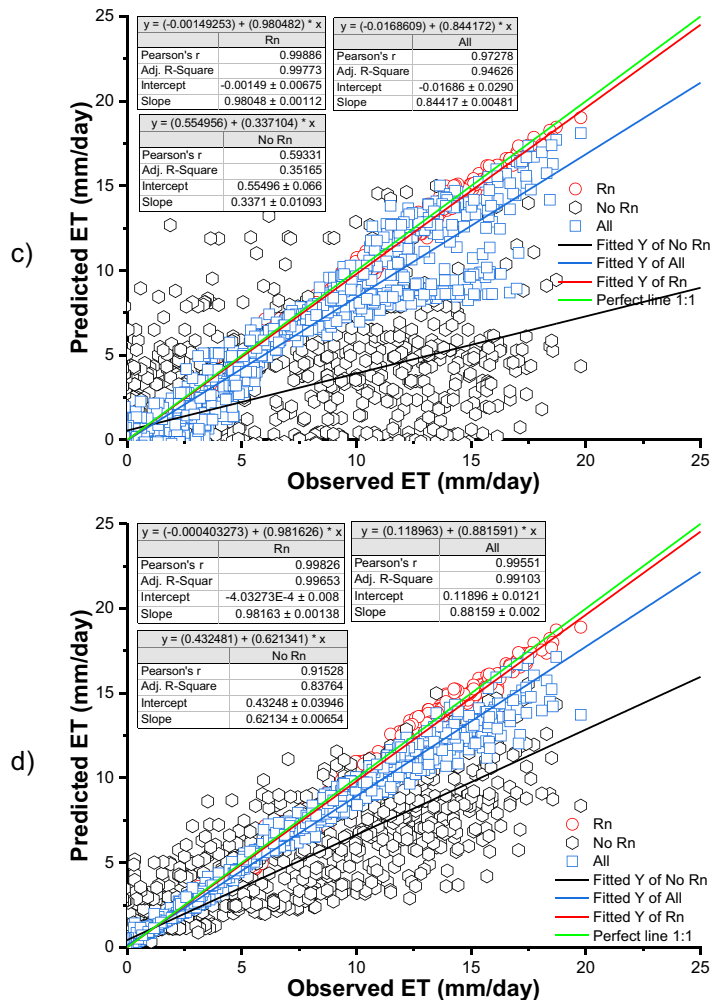 c)
Predicted ET (mm/day)
25
20
15
10
5
0
y = (-0.00149253) + (0.980482) * x
Rn
Pearson's r 0.99886
Adj. R-Square 0.99773
Intercept -0.00149 ± 0.00675
Slope 0.98048 ± 0.00112
y = (-0.0168609) + (0.844172) * x
All
Pearson's r 0.97278
Adj. R-Square 0.94626
Intercept -0.01686 ± 0.0290
Slope 0.84417 ± 0.00481
y = (0.554956) + (0.337104) * x
No Rn
Pearson's r 0.59331
Adj. R-Square 0.35165
Intercept 0.55496 ± 0.066
Slope 0.3371 ± 0.01093
Rn
No Rn
All
Fitted Y of No Rn
Fitted Y of All
Fitted Y of Rn
Perfect line 1:1
0 5 10 15 20 25
Observed ET (mm/day)
d)
Predicted ET (mm/day)
25
20
15
10
5
0
y = (-0.000403273) + (0.981626) * x
Rn
Pearson's r 0.99826
Adj. R-Squar 0.99653
Intercept -4.03273E-4 ± 0.008
Slope 0.98163 ± 0.00138
y = (0.118963) + (0.881591) * x
All
Pearson's r 0.99551
Adj. R-Square 0.99103
Intercept 0.11896 ± 0.0121
Slope 0.88159 ± 0.002
y = (0.432481) + (0.621341) * x
No Rn
Pearson's r 0.91528
Adj. R-Square 0.83764
Intercept 0.43248 ± 0.03946
Slope 0.62134 ± 0.00654
Rn
No Rn
All
Fitted Y of No Rn
Fitted Y of All
Fitted Y of Rn
Perfect line 1:1
0 5 10 15 20 25
Observed ET (mm/day)